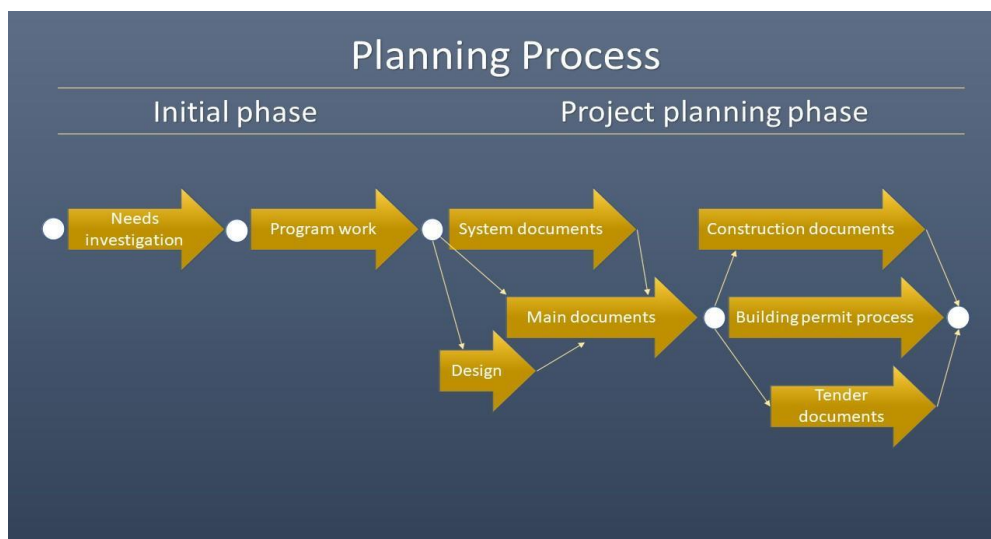 Planning Process
Initial phase
Project planning phase
Needs
investigation
Program work
System documents
Construction documents
Main documents
Building permit process
Design
Tender
documents